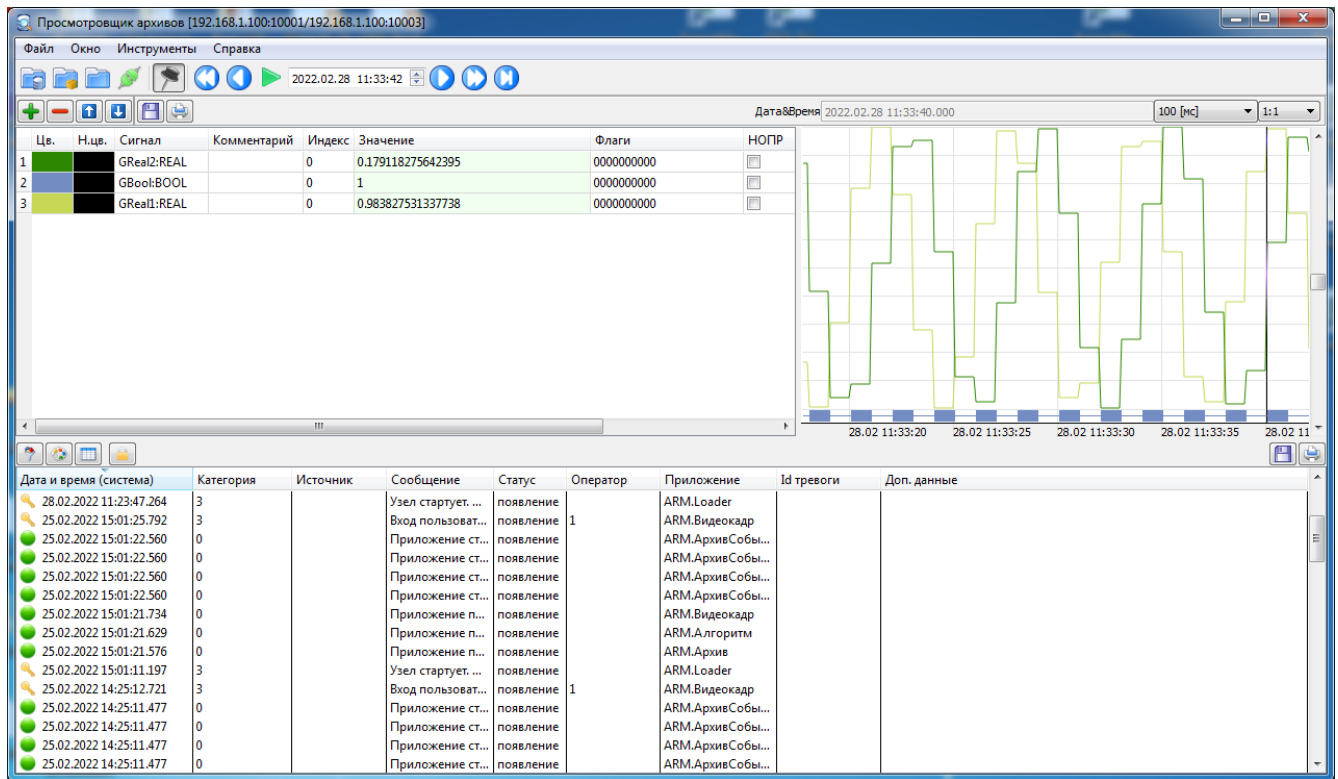 Просмотровщик архивов [192.168.1.100:10001/192.168.1.100:10003]
Файл Окно Инструменты Справка
2022.02.28 11:33:42
Дата&Время 2022.02.28 11:33:40.000 100 [мс] 1:1
Цв. Н.цв. Сигнал Комментарий Индекс Значение Флаги НОПР
1 GReal2:REAL 0 0.179118275642395 0000000000
2 GBool:BOOL 0 1 0000000000
3 GReal1:REAL 0 0.983827531337738 0000000000
28.02 11:33:20 28.02 11:33:25 28.02 11:33:30 28.02 11:33:35 28.02 11
Дата и время (система) Категория Источник Сообщение Статус Оператор Приложение Id тревоги Доп. данные
28.02.2022 11:23:47.264 3 Узел стартует. ... появление ARM.Loader
25.02.2022 15:01:25.792 3 Вход пользоват... появление 1 ARM.Видеокадр
25.02.2022 15:01:22.560 0 Приложение ст... появление ARM.АрхивСобы...
25.02.2022 15:01:22.560 0 Приложение ст... появление ARM.АрхивСобы...
25.02.2022 15:01:22.560 0 Приложение ст... появление ARM.АрхивСобы...
25.02.2022 15:01:22.560 0 Приложение ст... появление ARM.АрхивСобы...
25.02.2022 15:01:21.734 0 Приложение п... появление ARM.Видеокадр
25.02.2022 15:01:21.629 0 Приложение п... появление ARM.Алгоритм
25.02.2022 15:01:21.576 0 Приложение п... появление ARM.Архив
25.02.2022 15:01:11.197 3 Узел стартует. ... появление ARM.Loader
25.02.2022 14:25:12.721 3 Вход пользоват... появление 1 ARM.Видеокадр
25.02.2022 14:25:11.477 0 Приложение ст... появление ARM.АрхивСобы...
25.02.2022 14:25:11.477 0 Приложение ст... появление ARM.АрхивСобы...
25.02.2022 14:25:11.477 0 Приложение ст... появление ARM.АрхивСобы...
25.02.2022 14:25:11.477 0 Приложение ст... появление ARM.АрхивСобы...